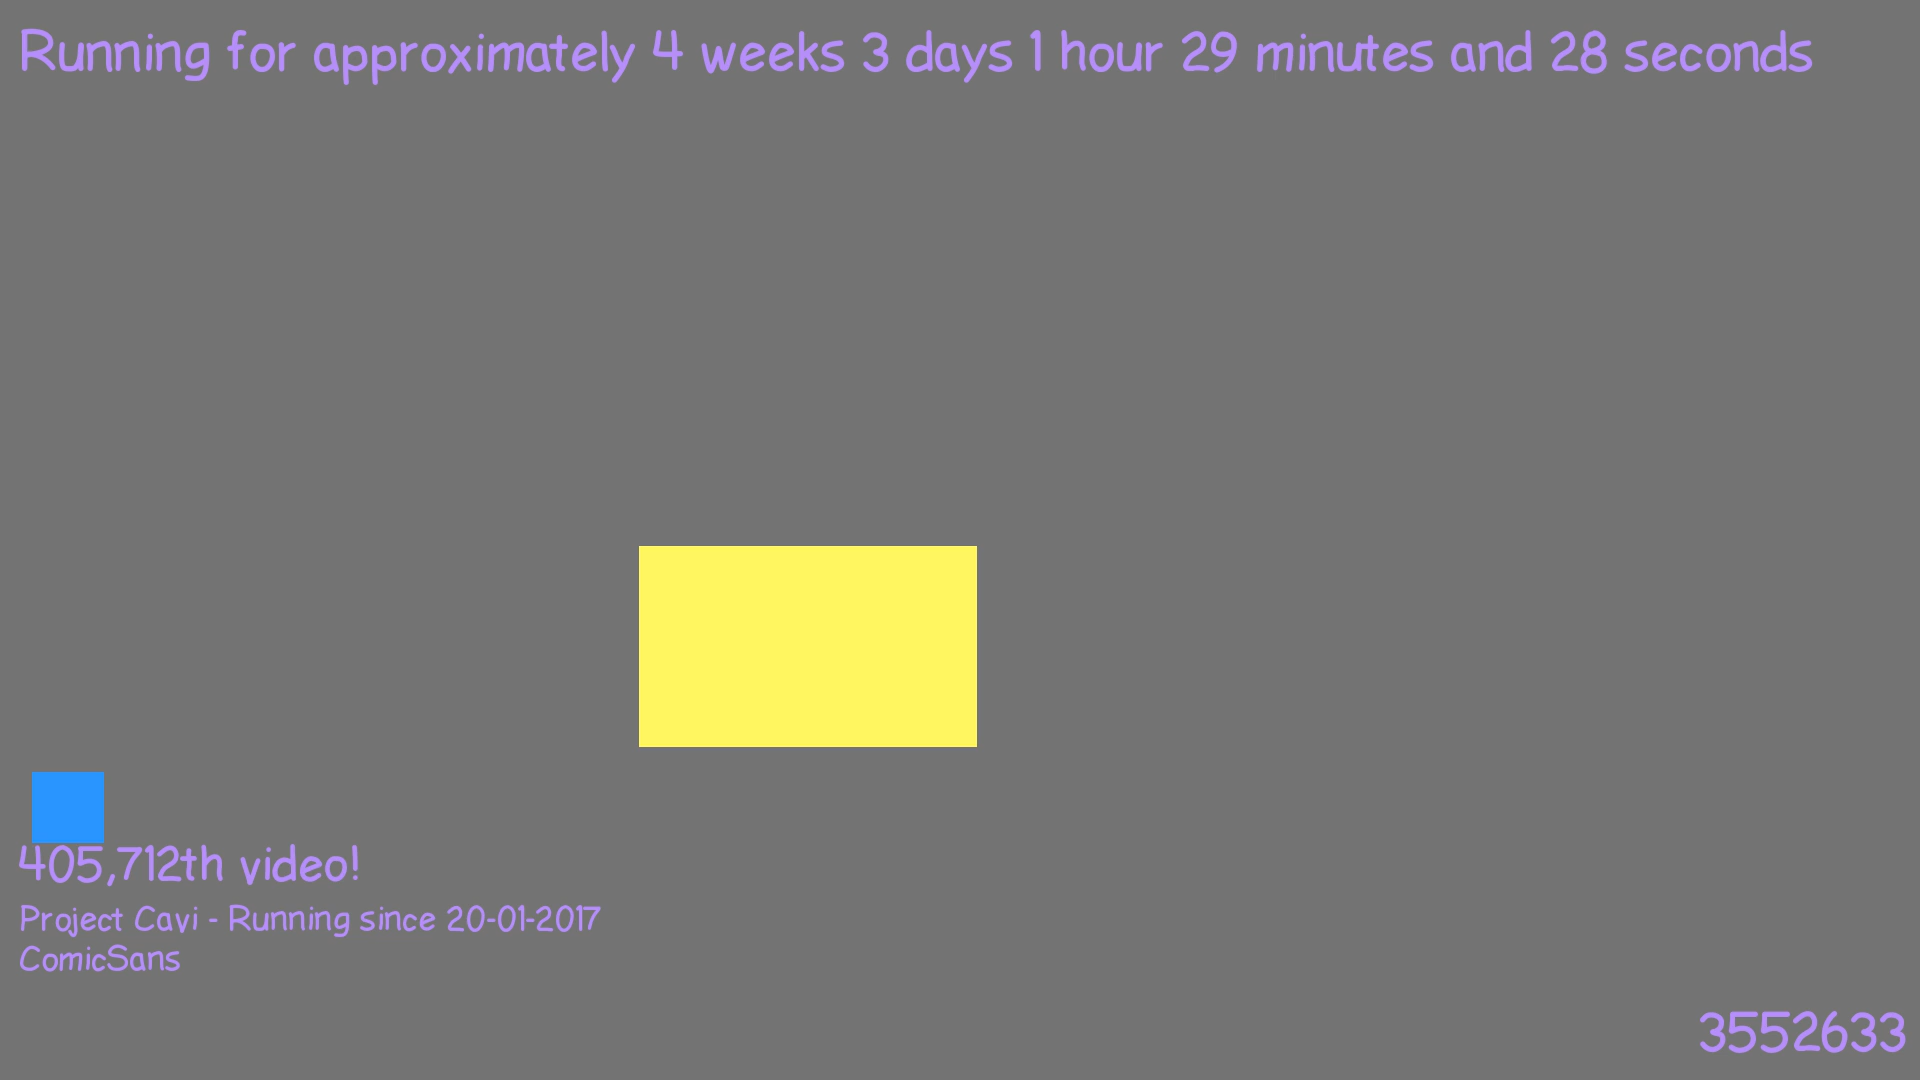 Running for approximately 4 weeks 3 days 1 hour 29 minutes and 28 seconds
405,712th video!
Project Cavi - Running since 20-01-2017
ComicSans
3552633